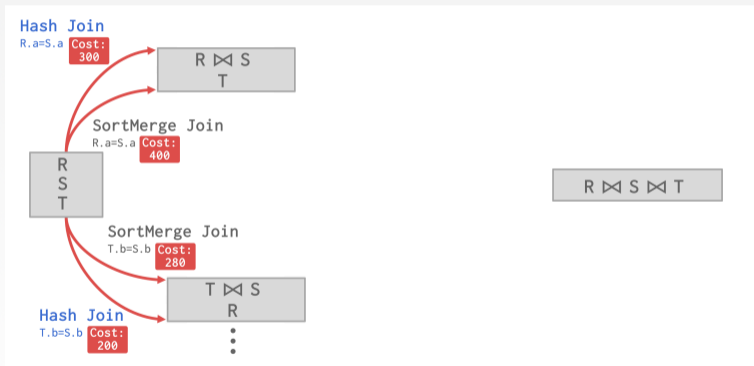 Hash Join
R.a=S.a Cost:
300
R ⋈ S
T
SortMerge Join
R.a=S.a Cost:
400
R
S
T
R ⋈ S ⋈ T
SortMerge Join
T.b=S.b Cost:
280
T ⋈ S
R
Hash Join
T.b=S.b Cost:
200